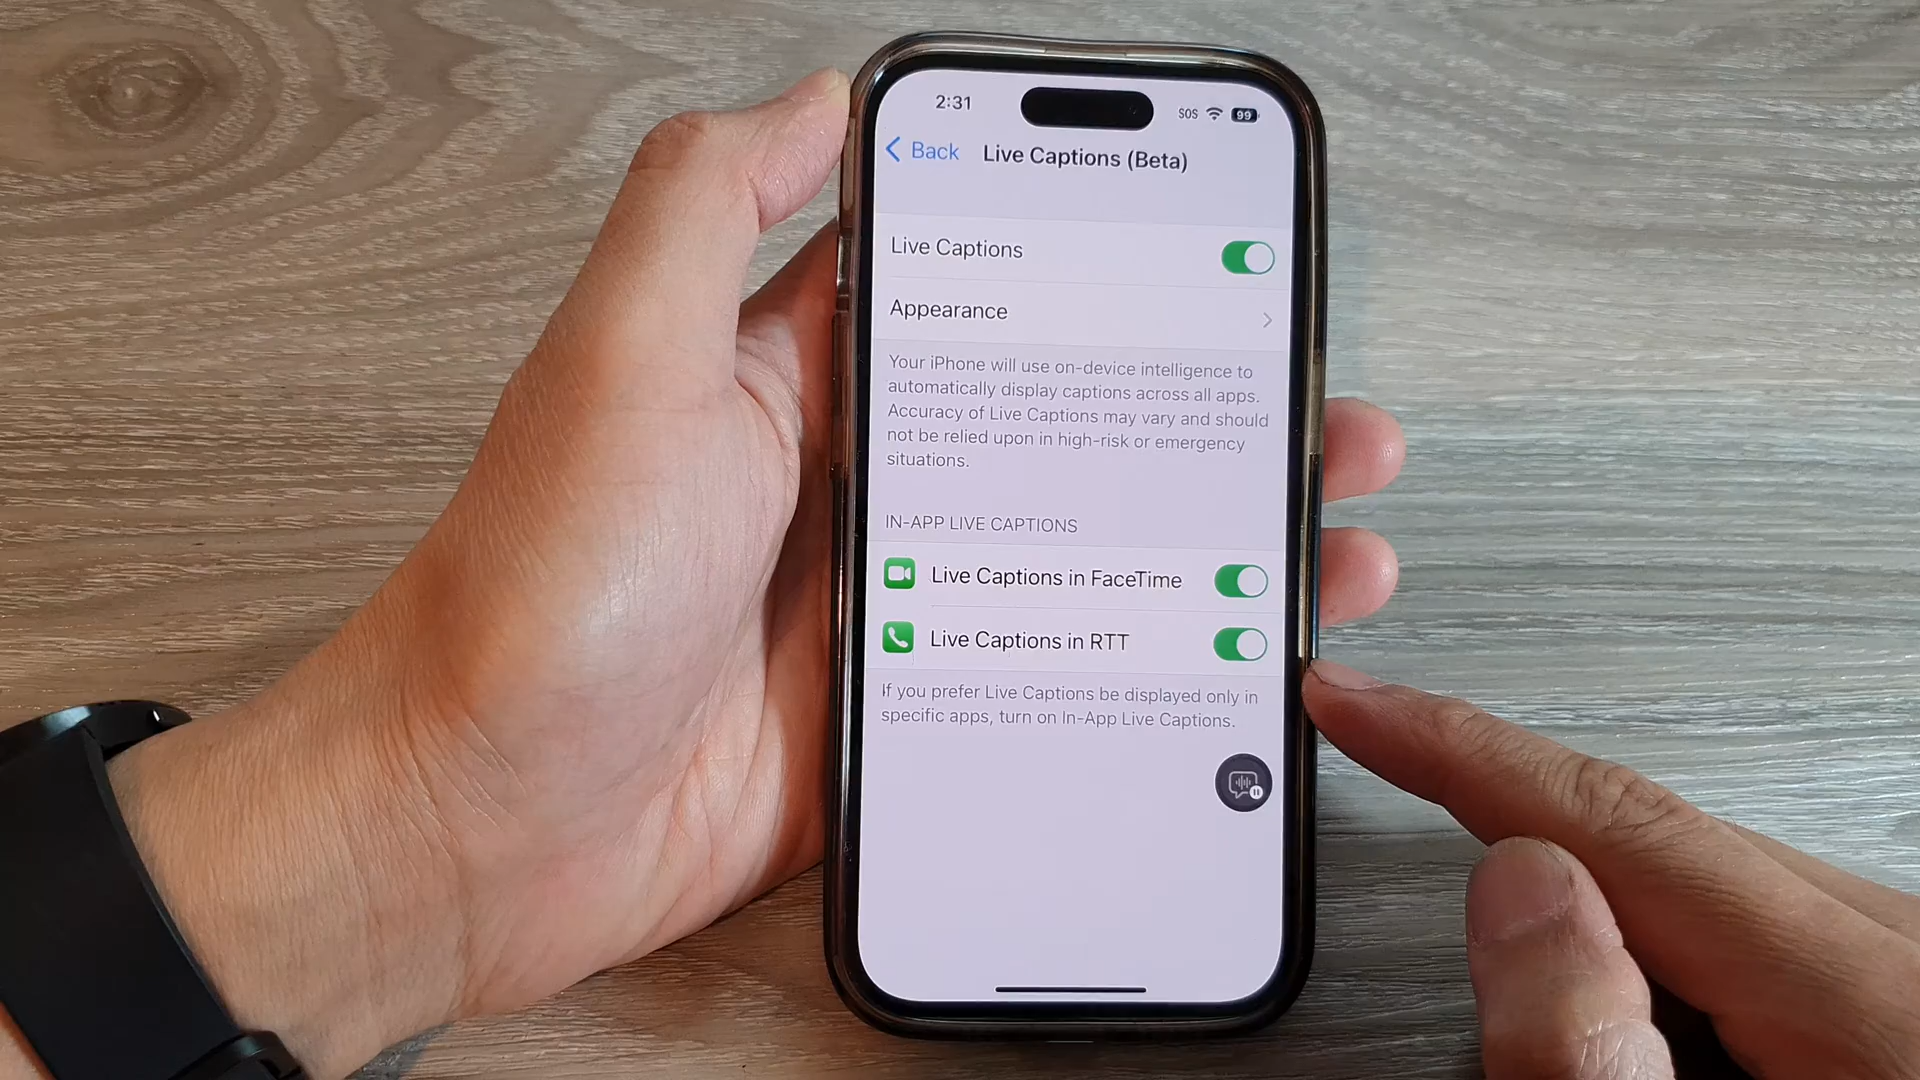 2:31 SOS 99
Back Live Captions (Beta)
Live Captions
Appearance
Your iPhone will use on-device intelligence to
automatically display captions across all apps.
Accuracy of Live Captions may vary and should
not be relied upon in high-risk or emergency
situations.
IN-APP LIVE CAPTIONS
Live Captions in FaceTime
Live Captions in RTT
If you prefer Live Captions be displayed only in
specific apps, turn on In-App Live Captions.